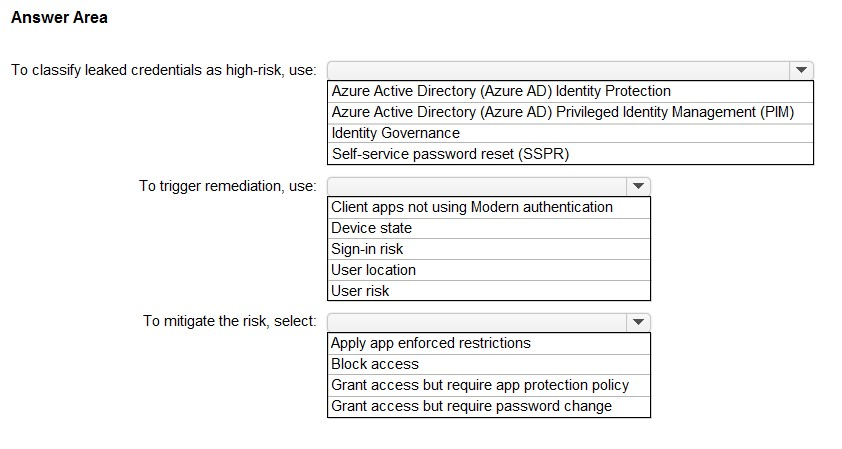 Answer Area
To classify leaked credentials as high-risk, use:
Azure Active Directory (Azure AD) Identity Protection
Azure Active Directory (Azure AD) Privileged Identity Management (PIM)
Identity Governance
Self-service password reset (SSPR)
To trigger remediation, use:
Client apps not using Modern authentication
Device state
Sign-in risk
User location
User risk
To mitigate the risk, select:
Apply app enforced restrictions
Block access
Grant access but require app protection policy
Grant access but require password change